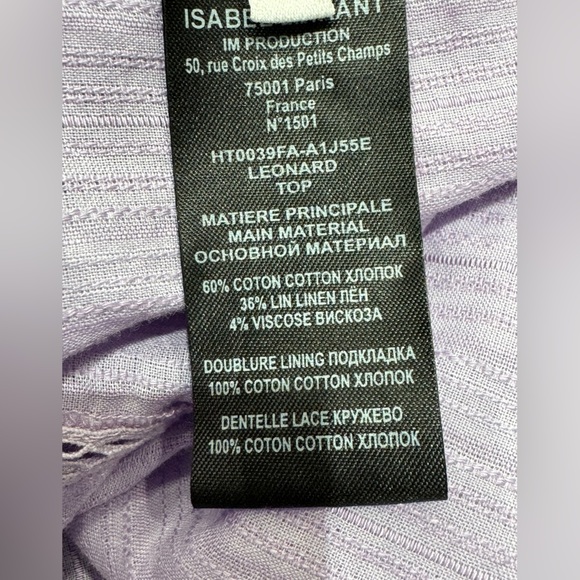 IM PRODUCTION
50, rue Croix des Petits Champs
75001 Paris
France
N°1501
HT0039FA-A1J55E
LEONARD
TOP
MATIERE PRINCIPALE
MAIN MATERIAL
ОСНОВНОЙ МАТЕРИАЛ
60% COTON COTTON ХЛОПОК
36% LIN LINEN ЛЁН
4% VISCOSE ВИСКОЗА
DOUBLURE LINING ПОДКЛАДКА
100% COTON COTTON ХЛОПОК
DENTELLE LACE КРУЖЕВО
100% COTON COTTON ХЛОПОК